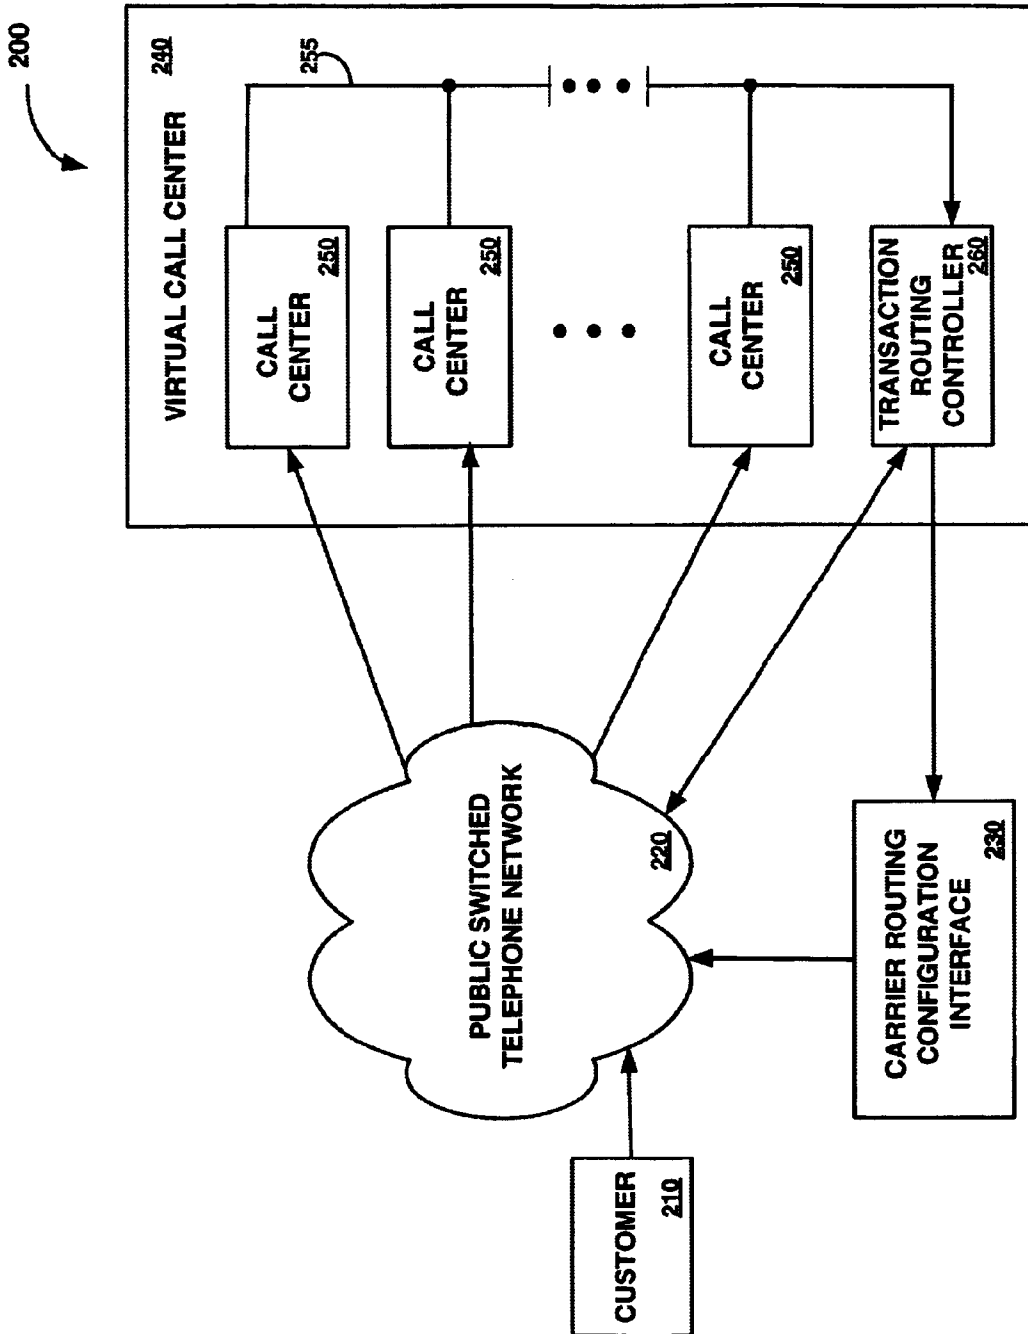 200
VIRTUAL CALL CENTER
240
255
CALL
CENTER
250
CALL
CENTER
250
CALL
CENTER
250
TRANSACTION
ROUTING
CONTROLLER
260
PUBLIC SWITCHED
TELEPHONE NETWORK
220
CUSTOMER
210
CARRIER ROUTING
CONFIGURATION
INTERFACE
230